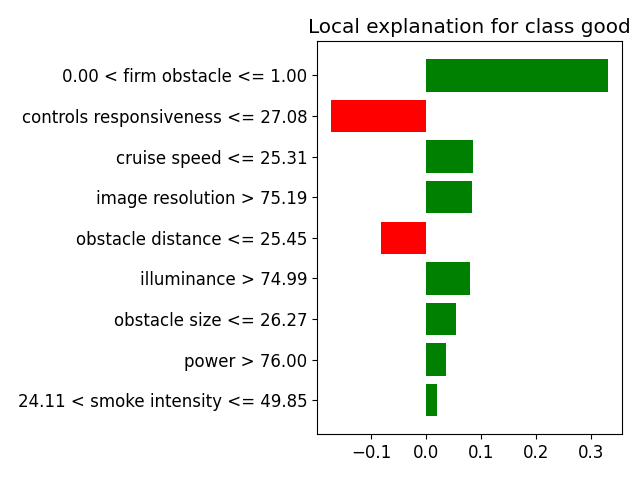 Local explanation for class good
0.00 < firm obstacle <= 1.00
controls responsiveness <= 27.08
cruise speed <= 25.31
image resolution > 75.19
obstacle distance <= 25.45
illuminance > 74.99
obstacle size <= 26.27
power > 76.00
24.11 < smoke intensity <= 49.85
−0.1 0.0 0.1 0.2 0.3